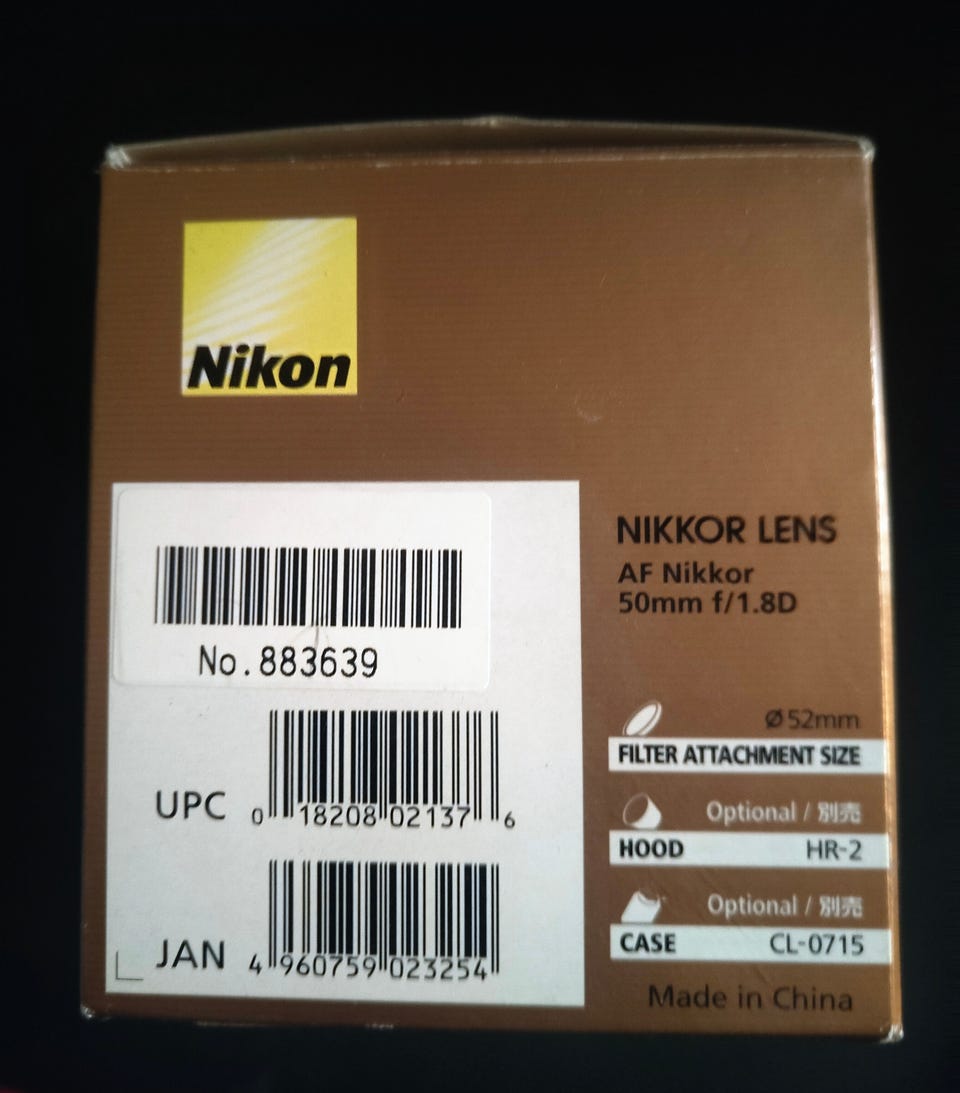 Nikon
No.883639
UPC 0 18208 02137 6
JAN 4 960759 023254
NIKKOR LENS
AF Nikkor
50mm f/1.8D
Ø52mm
FILTER ATTACHMENT SIZE
Optional / 別売
HOOD HR-2
Optional / 別売
CASE CL-0715
Made in China